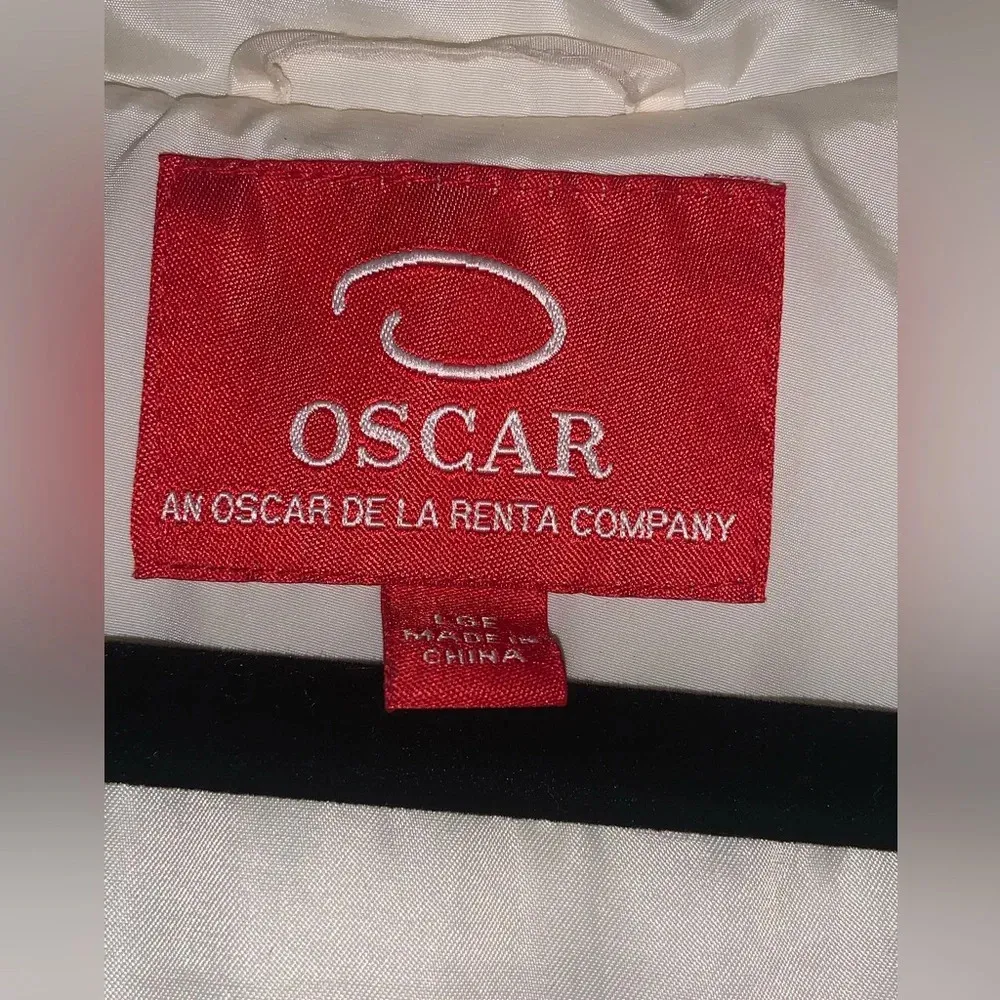 OSCAR
AN OSCAR DE LA RENTA COMPANY
LGE
MADE IN
CHINA